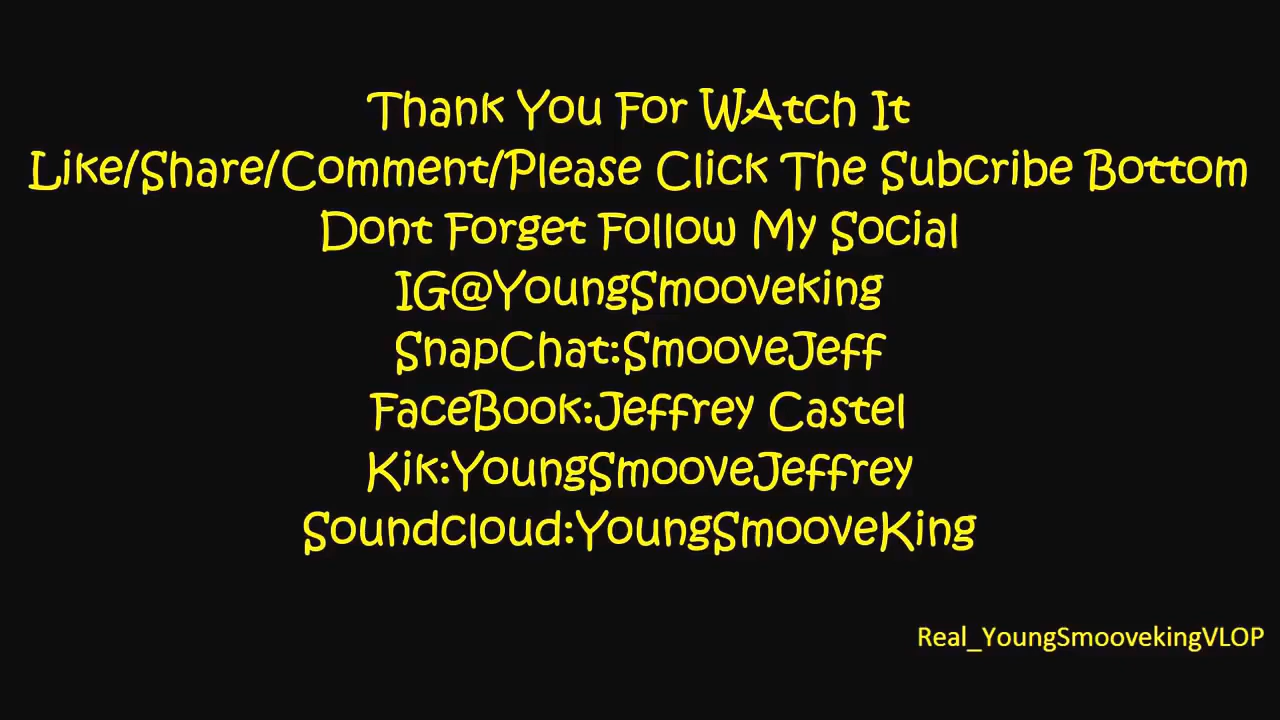 Thank You For WAtch It
Like/Share/Comment/Please Click The Subcribe Bottom
Dont Forget Follow My Social
IG@YoungSmooveking
SnapChat:SmooveJeff
FaceBook:Jeffrey Castel
Kik:YoungSmooveJeffrey
Soundcloud:YoungSmooveKing
Real_YoungSmoovekingVLOP